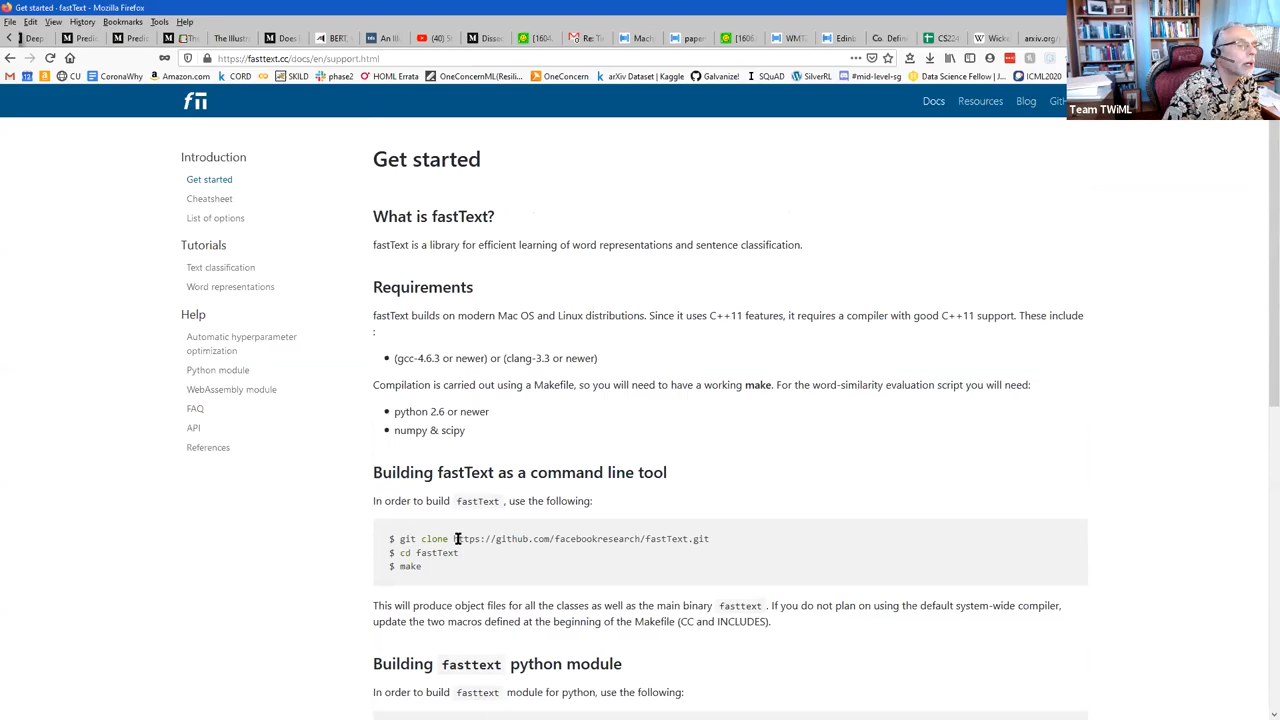 Get started · fastText - Mozilla Firefox
File Edit View History Bookmarks Tools Help
Deep Predic Predic [The The Illustr Does I BERT, An In (40) S Disse [1604 Re: T Mach paper [1606. WMT Edinb Co. Defin CS224 Wicke arxiv.org/
https://fasttext.cc/docs/en/support.html
CU CoronaWhy Amazon.com CORD SkillC phase2 HOML Errata OneConcernML(Resilie... OneConcern arXiv Dataset | Kaggle Galvanize! SQuAD SilverRL #mid-level-sg Data Science Fellow | J... ICML2020
Docs Resources Blog
Team TWiML
Introduction
Get started
Cheatsheet
List of options
Tutorials
Text classification
Word representations
Help
Automatic hyperparameter
optimization
Python module
WebAssembly module
FAQ
API
References
Get started
What is fastText?
fastText is a library for efficient learning of word representations and sentence classification.
Requirements
fastText builds on modern Mac OS and Linux distributions. Since it uses C++11 features, it requires a compiler with good C++11 support. These include
:
(gcc-4.6.3 or newer) or (clang-3.3 or newer)
Compilation is carried out using a Makefile, so you will need to have a working make. For the word-similarity evaluation script you will need:
python 2.6 or newer
numpy & scipy
Building fastText as a command line tool
In order to build fastText , use the following:
$ git clone https://github.com/facebookresearch/fastText.git
$ cd fastText
$ make
This will produce object files for all the classes as well as the main binary fasttext . If you do not plan on using the default system-wide compiler,
update the two macros defined at the beginning of the Makefile (CC and INCLUDES).
Building fasttext python module
In order to build fasttext module for python, use the following: